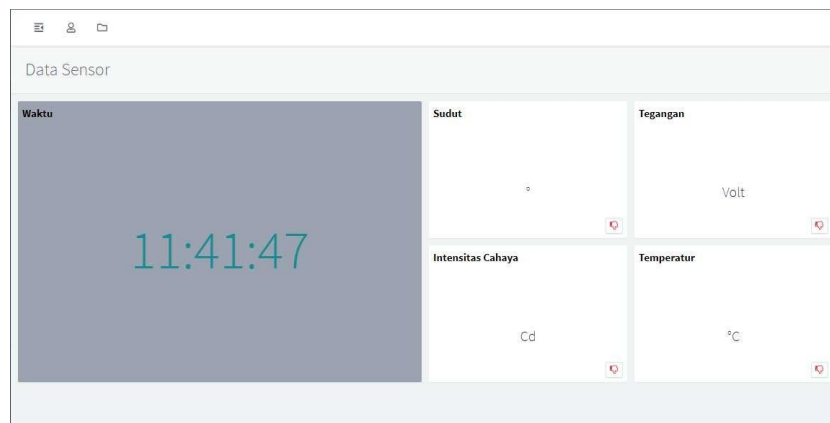 Data Sensor
Waktu
11:41:47
Sudut
°
Tegangan
Volt
Intensitas Cahaya
Cd
Temperatur
°C